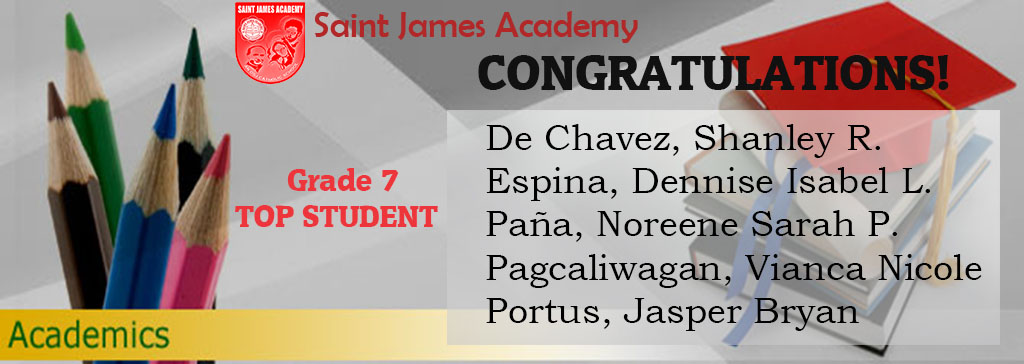 SAINT JAMES ACADEMY
Saint James Academy
CONGRATULATIONS!
Grade 7
TOP STUDENT
De Chavez, Shanley R.
Espina, Dennise Isabel L.
Paña, Noreene Sarah P.
Pagcaliwagan, Vianca Nicole
Portus, Jasper Bryan
Academics